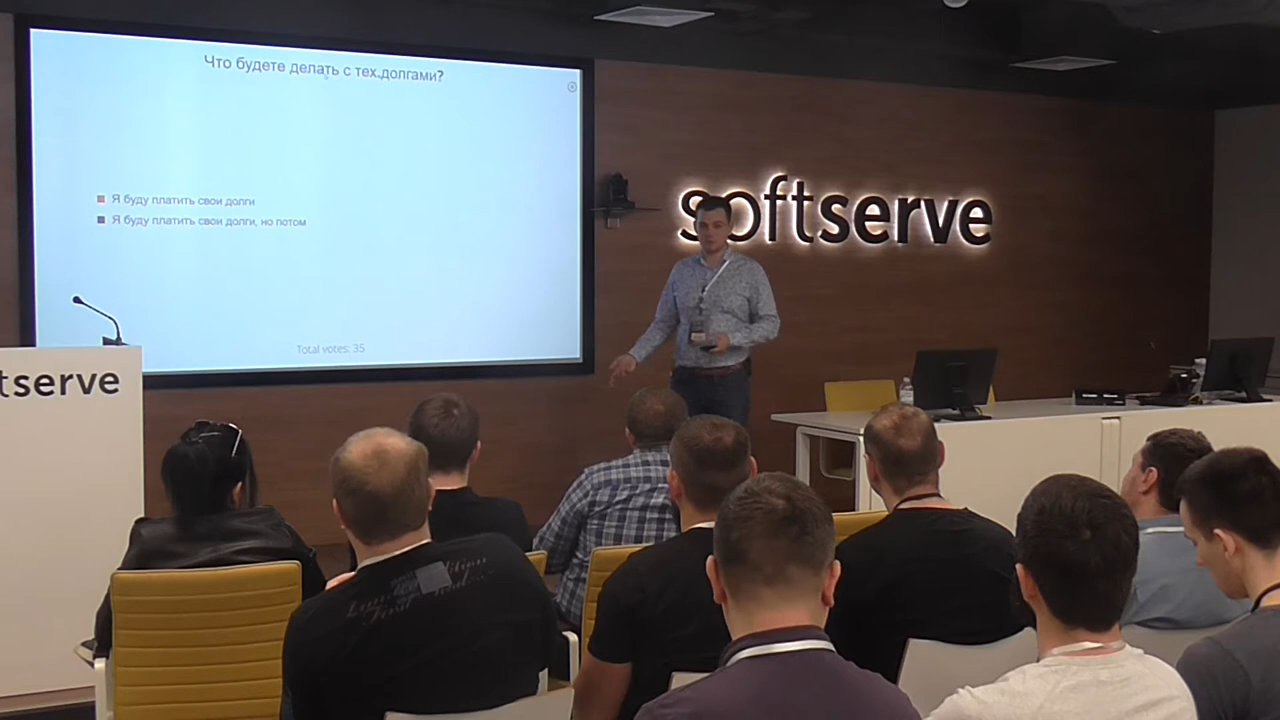 Что будете делать с тех.долгами?
Я буду платить свои долги
Я буду платить свои долги, но потом
Total votes: 35
softserve
tserve